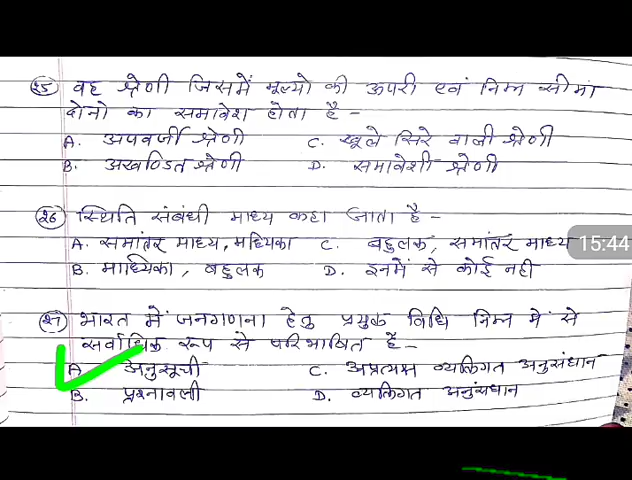 25 वह श्रेणी जिसमें मूल्यो की ऊपरी एवं निम्न सीमा
दोनो का समावेश होता है -
A. अपवर्जी श्रेणी C. खूले सिरे वाली श्रेणी
B. अखण्डित श्रेणी D. समावेशी श्रेणी
26 स्थिति संबंधी माध्य कहा जाता है -
A. समांतर माध्य, मध्यिका C. बहुलक, समांतर माध्य
15:44
B. माध्यिका, बहुलक D. इनमें से कोई नही
27 भारत में जनगणना हेतु प्रमुक विधि निम्न में से
सर्वाधिक रूप से परिभाषित है -
A अनुसूची C. अप्रत्यक्ष व्यक्तिगत अनुसंधान
B. प्रश्नावली D. व्यक्तिगत अनुसंधान